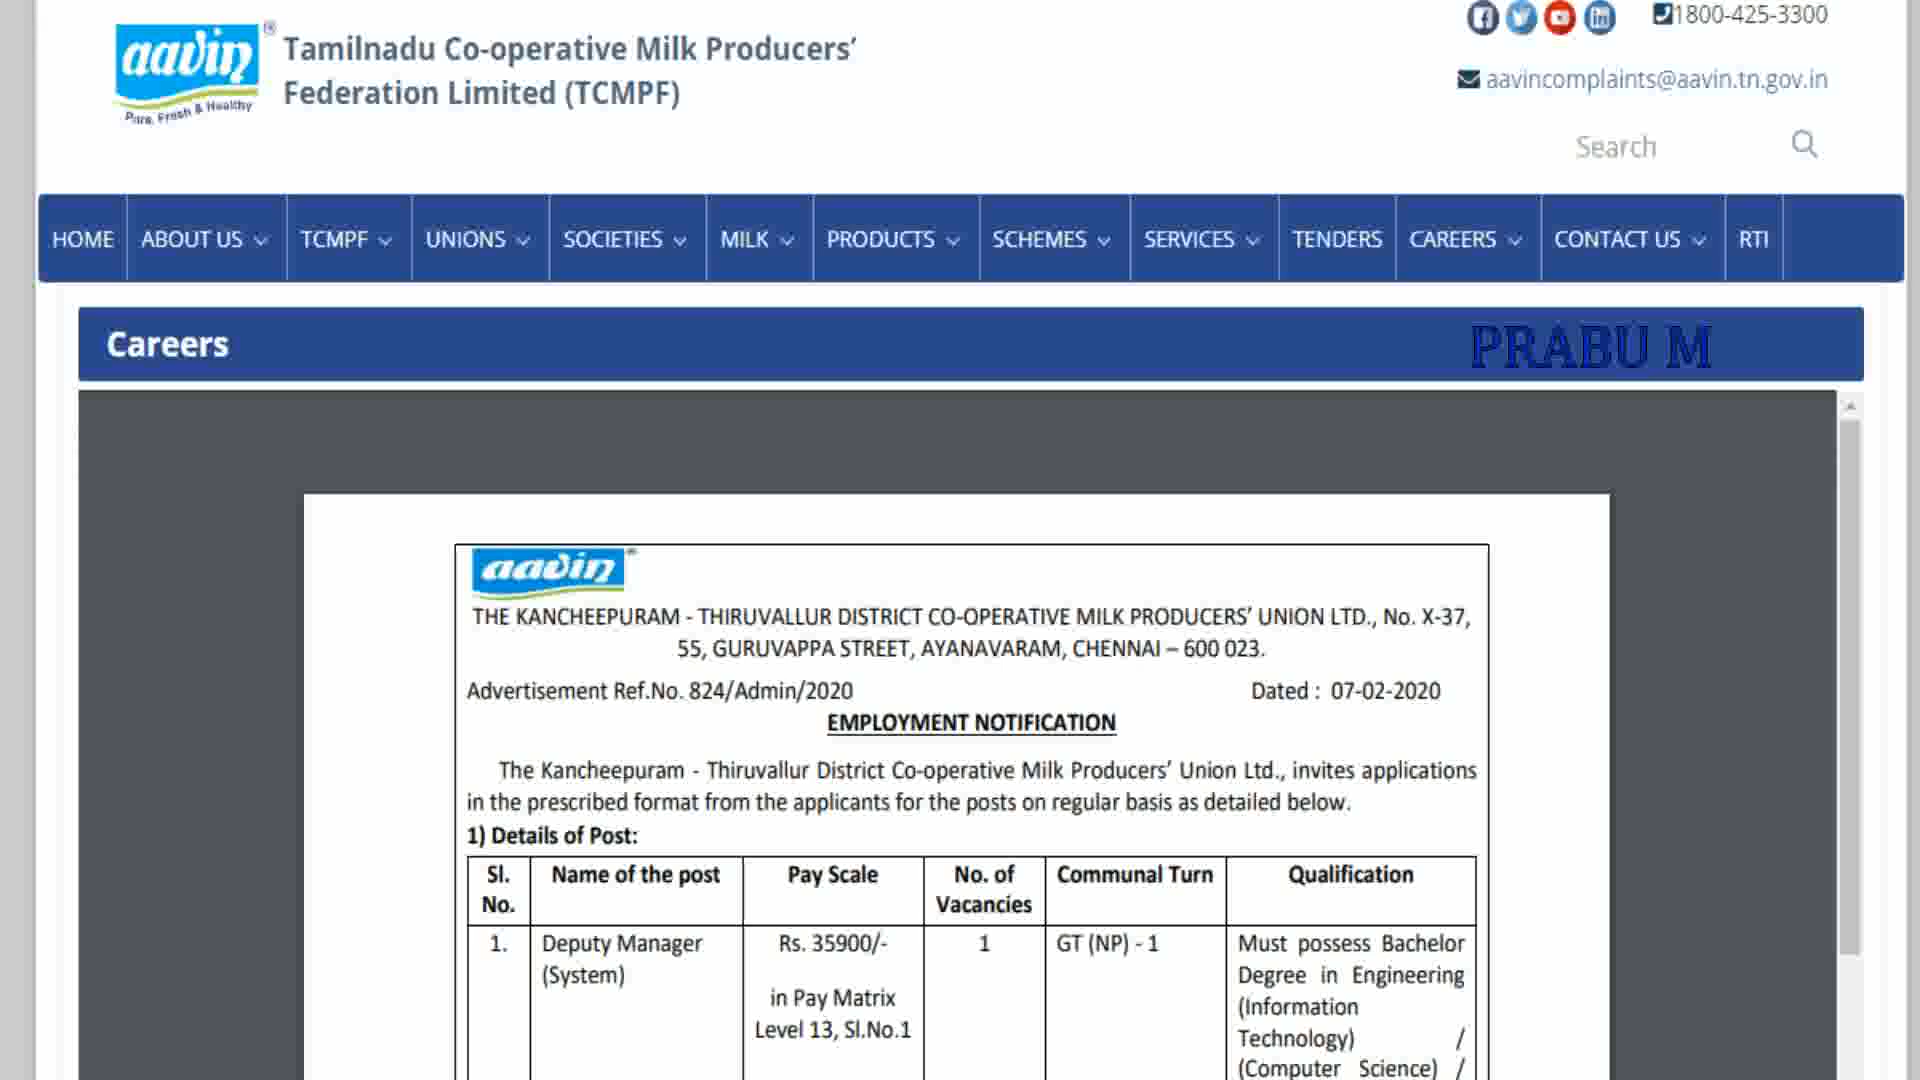 aavin
Pure, Fresh & Healthy
Tamilnadu Co-operative Milk Producers’
Federation Limited (TCMPF)
1800-425-3300
aavincomplaints@aavin.tn.gov.in
Search
HOME ABOUT US TCMPF UNIONS SOCIETIES MILK PRODUCTS SCHEMES SERVICES TENDERS CAREERS CONTACT US RTI
Careers
PRABU M
aavin
THE KANCHEEPURAM - THIRUVALLUR DISTRICT CO-OPERATIVE MILK PRODUCERS’ UNION LTD., No. X-37,
55, GURUVAPPA STREET, AYANAVARAM, CHENNAI – 600 023.
Advertisement Ref.No. 824/Admin/2020 Dated : 07-02-2020
EMPLOYMENT NOTIFICATION
The Kancheepuram - Thiruvallur District Co-operative Milk Producers’ Union Ltd., invites applications
in the prescribed format from the applicants for the posts on regular basis as detailed below.
1) Details of Post:
Sl. No. Name of the post Pay Scale No. of Vacancies Communal Turn Qualification
1. Deputy Manager Rs. 35900/- 1 GT (NP) - 1 Must possess Bachelor
(System) Degree in Engineering
in Pay Matrix (Information
Level 13, Sl.No.1 Technology) /
(Computer Science) /